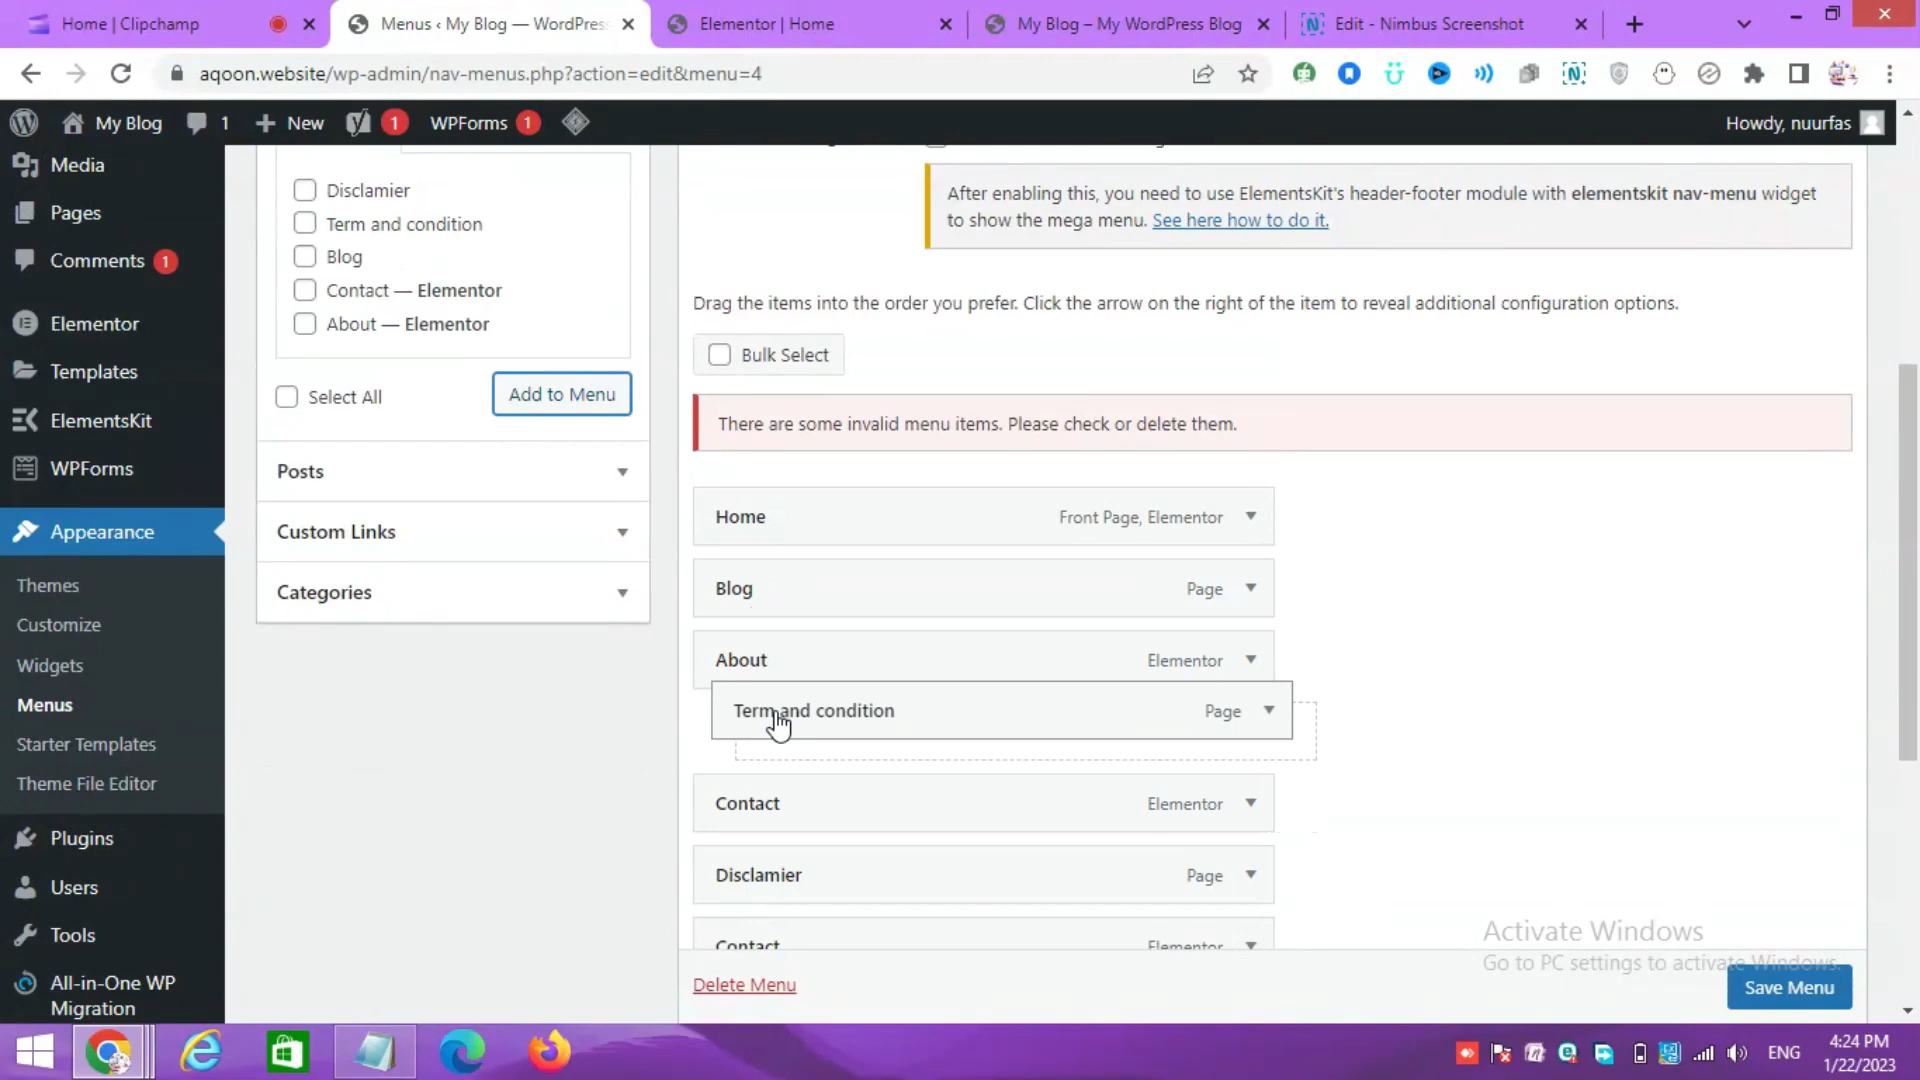 Home | Clipchamp
Menus ‹ My Blog — WordPress
Elementor | Home
My Blog – My WordPress Blog
Edit - Nimbus Screenshot
aqoon.website/wp-admin/nav-menus.php?action=edit&menu=4
My Blog
1
New
1
WPForms 1
Howdy, nuurfas
Media
Pages
Comments 1
Elementor
Templates
ElementsKit
WPForms
Appearance
Themes
Customize
Widgets
Menus
Starter Templates
Theme File Editor
Plugins
Users
Tools
All-in-One WP
Migration
Disclamier
Term and condition
Blog
Contact — Elementor
About — Elementor
Select All
Add to Menu
Posts
Custom Links
Categories
After enabling this, you need to use ElementsKit's header-footer module with elementskit nav-menu widget
to show the mega menu. See here how to do it.
Drag the items into the order you prefer. Click the arrow on the right of the item to reveal additional configuration options.
Bulk Select
There are some invalid menu items. Please check or delete them.
Home Front Page, Elementor
Blog Page
About Elementor
Term and condition Page
Contact Elementor
Disclamier Page
Contact Elementor
Activate Windows
Go to PC settings to activate Windows.
Delete Menu
Save Menu
ENG
4:24 PM
1/22/2023